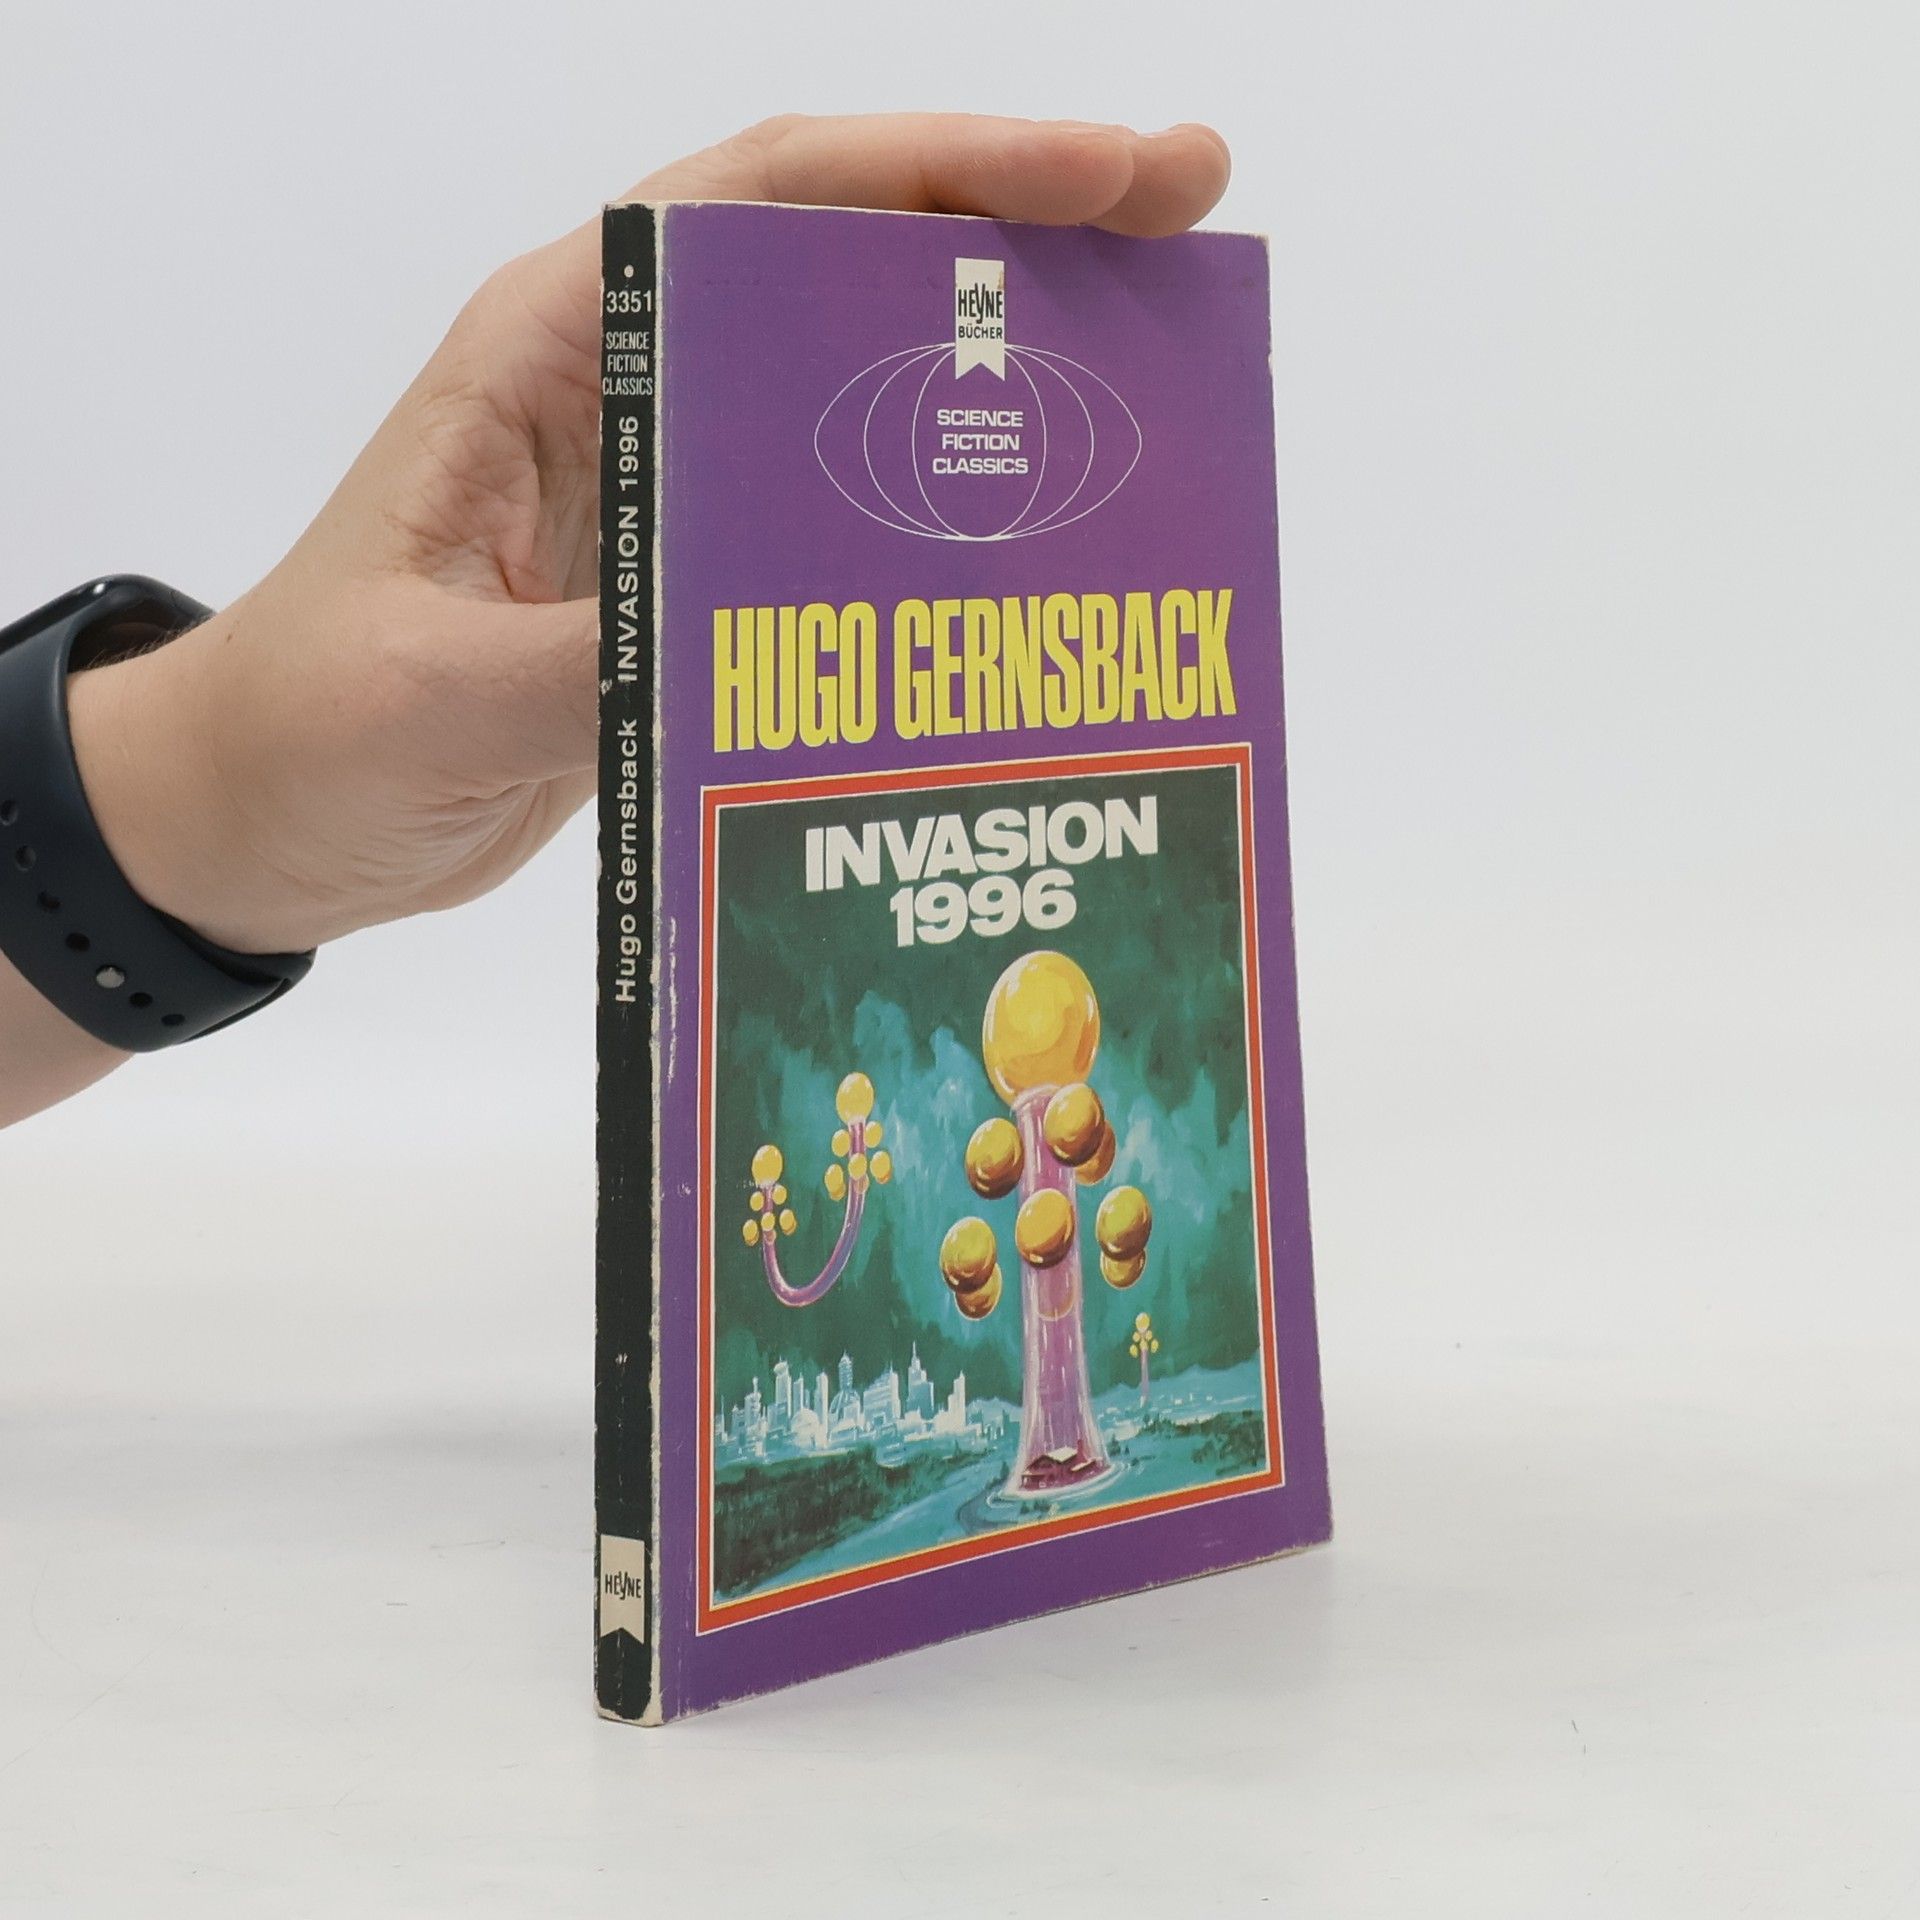 3351
SCIENCE
FICTION
CLASSICS
Hugo Gernsback INVASION 1996
HEYNE
HEYNE
BÜCHER
SCIENCE
FICTION
CLASSICS
HUGO GERNSBACK
INVASION
1996